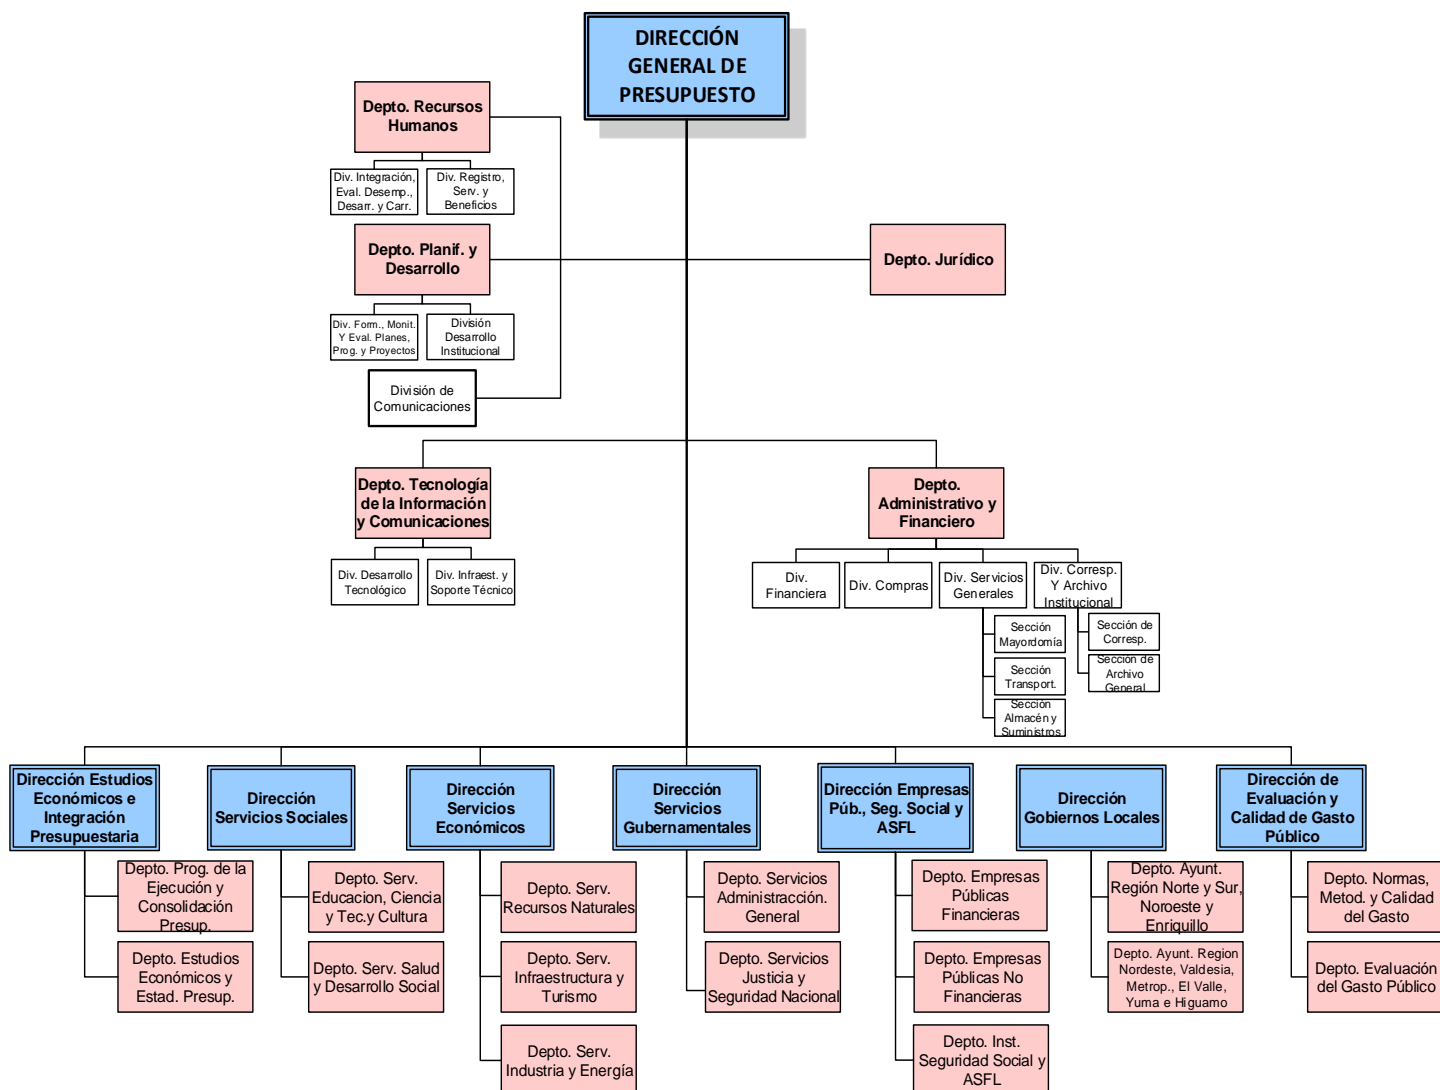 DIRECCIÓN
GENERAL DE
PRESUPUESTO
Depto. Recursos
Humanos
Div. Integración,
Eval. Desemp.,
Desarr. y Carr.
Div. Registro,
Serv. y
Beneficios
Depto. Planif. y
Desarrollo
Depto. Jurídico
Div. Form., Monit.
Y Eval. Planes,
Prog. y Proyectos
División
Desarrollo
Institucional
División de
Comunicaciones
Depto. Tecnología
de la Información
y Comunicaciones
Depto.
Administrativo y
Financiero
Div. Desarrollo
Tecnológico
Div. Infraest. y
Soporte Técnico
Div.
Financiera
Div. Compras
Div. Servicios
Generales
Div. Corresp.
Y Archivo
Institucional
Sección
Mayordomía
Sección
Transport.
Sección
Almacén y
Suministros
Sección de
Corresp.
Sección de
Archivo
General
Dirección Estudios
Económicos e
Integración
Presupuestaria
Dirección
Servicios Sociales
Dirección
Servicios
Económicos
Dirección
Servicios
Gubernamentales
Dirección Empresas
Púb., Seg. Social y
ASFL
Dirección
Gobiernos Locales
Dirección de
Evaluación y
Calidad de Gasto
Público
Depto. Prog. de la
Ejecución y
Consolidación
Presup.
Depto. Estudios
Económicos y
Estad. Presup.
Depto. Serv.
Educacion, Ciencia
y Tec.y Cultura
Depto. Serv. Salud
y Desarrollo Social
Depto. Serv.
Recursos Naturales
Depto. Serv.
Infraestructura y
Turismo
Depto. Serv.
Industria y Energía
Depto. Servicios
Administracción.
General
Depto. Servicios
Justicia y
Seguridad Nacional
Depto. Empresas
Públicas
Financieras
Depto. Empresas
Públicas No
Financieras
Depto. Inst.
Seguridad Social y
ASFL
Depto. Ayunt.
Región Norte y Sur,
Noroeste y
Enriquillo
Depto. Ayunt. Region
Nordeste, Valdesia,
Metrop., El Valle,
Yuma e Higuamo
Depto. Normas,
Metod. y Calidad
del Gasto
Depto. Evaluación
del Gasto Público